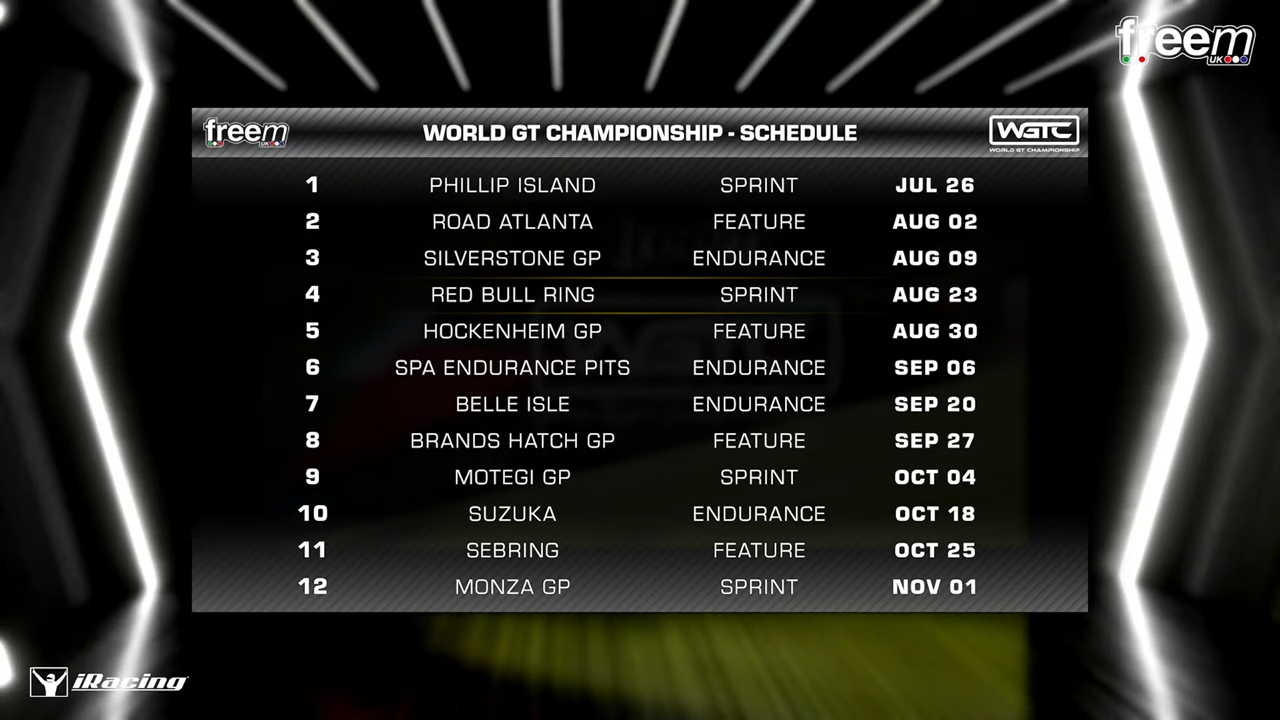 freem
UK
freem
UK
WORLD GT CHAMPIONSHIP - SCHEDULE
WGTC
WORLD GT CHAMPIONSHIP
1 PHILLIP ISLAND SPRINT JUL 26
2 ROAD ATLANTA FEATURE AUG 02
3 SILVERSTONE GP ENDURANCE AUG 09
4 RED BULL RING SPRINT AUG 23
5 HOCKENHEIM GP FEATURE AUG 30
6 SPA ENDURANCE PITS ENDURANCE SEP 06
7 BELLE ISLE ENDURANCE SEP 20
8 BRANDS HATCH GP FEATURE SEP 27
9 MOTEGI GP SPRINT OCT 04
10 SUZUKA ENDURANCE OCT 18
11 SEBRING FEATURE OCT 25
12 MONZA GP SPRINT NOV 01
iRacing